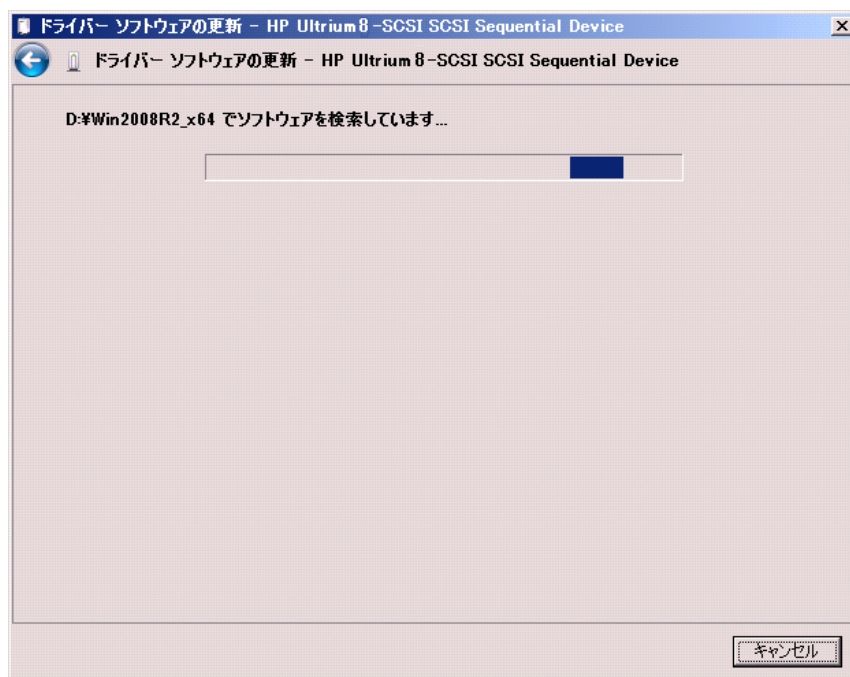 ドライバー ソフトウェアの更新 - HP Ultrium 8-SCSI SCSI Sequential Device
ドライバー ソフトウェアの更新 - HP Ultrium 8-SCSI SCSI Sequential Device
D:¥Win2008R2_x64 でソフトウェアを検索しています...
キャンセル